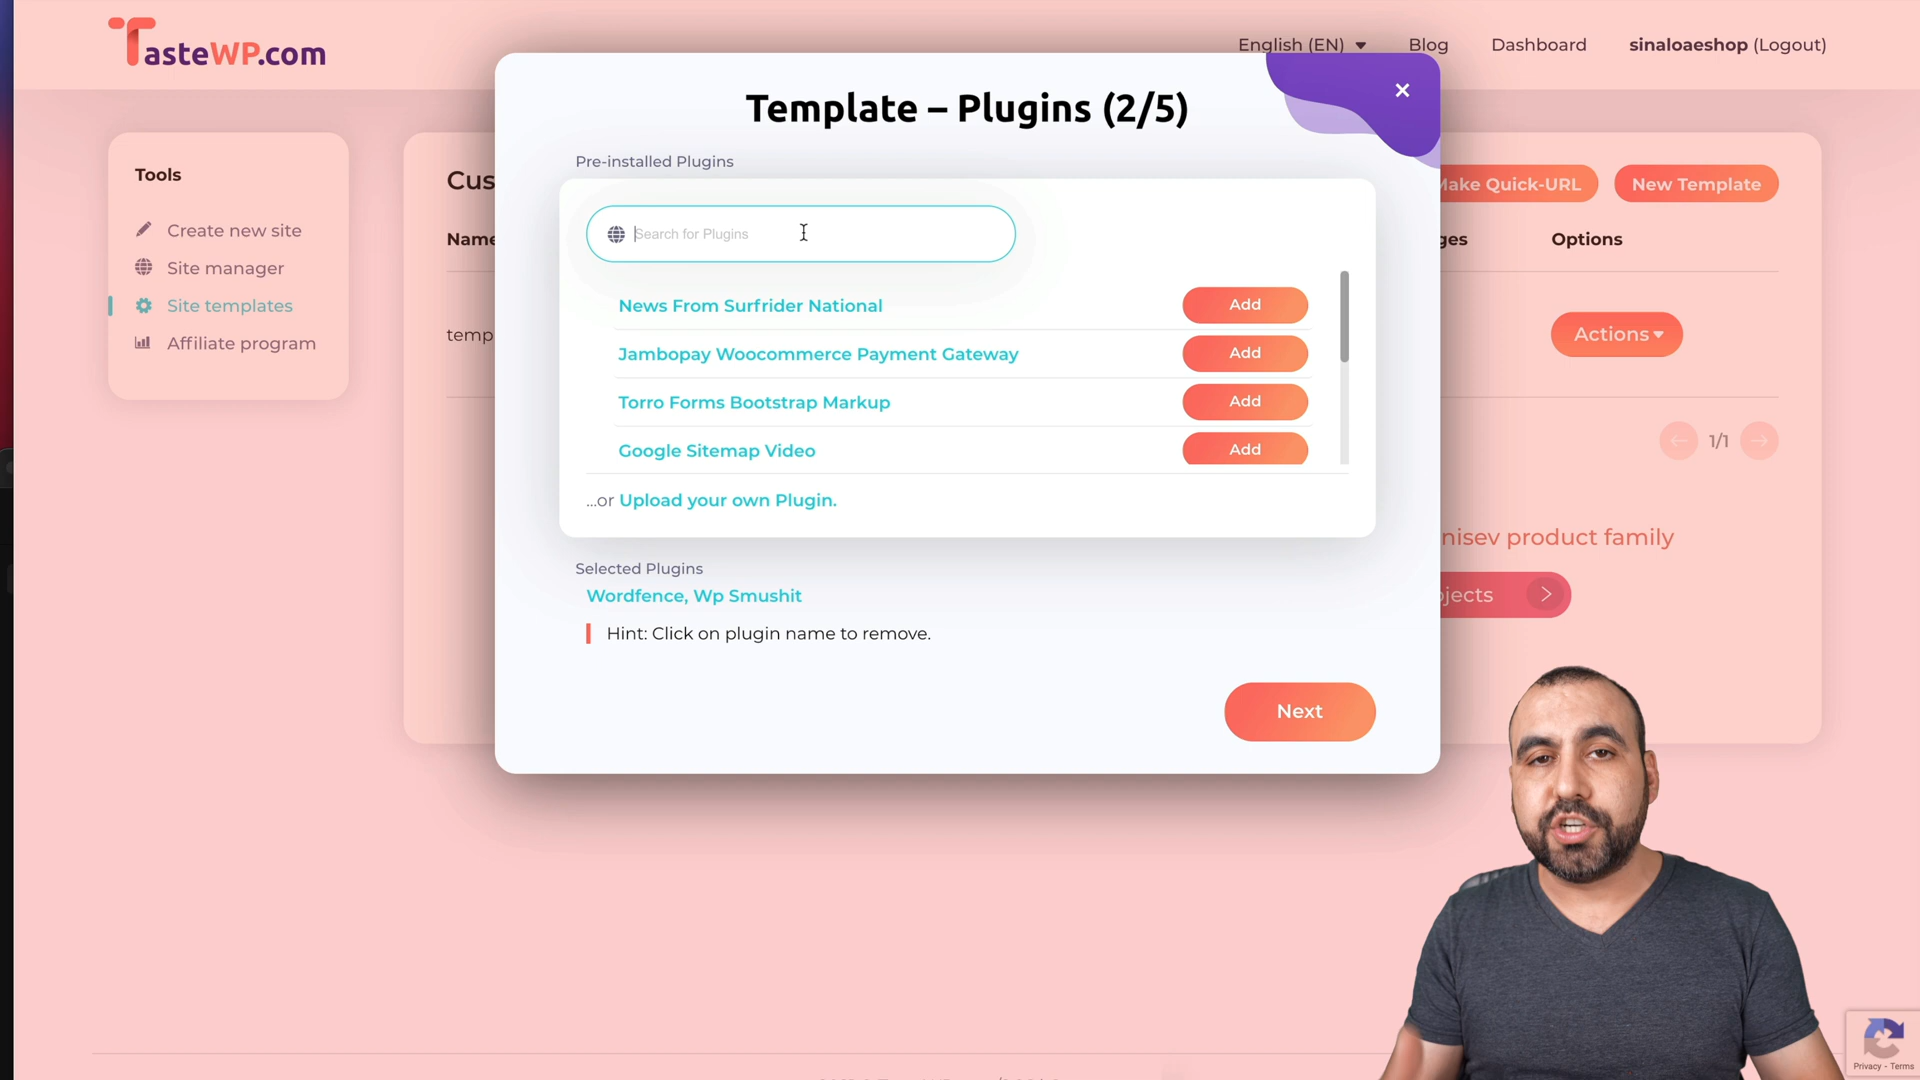 TasteWP.com
English (EN)
Blog
Dashboard
sinaloaeshop (Logout)
Tools
Create new site
Site manager
Site templates
Affiliate program
Cus
Name
temp
Make Quick-URL
New Template
ges
Options
Actions
1/1
nisev product family
jects
Template – Plugins (2/5)
×
Pre-installed Plugins
Search for Plugins
News From Surfrider National
Add
Jambopay Woocommerce Payment Gateway
Add
Torro Forms Bootstrap Markup
Add
Google Sitemap Video
Add
...or Upload your own Plugin.
Selected Plugins
Wordfence, Wp Smushit
Hint: Click on plugin name to remove.
Next
Privacy - Terms